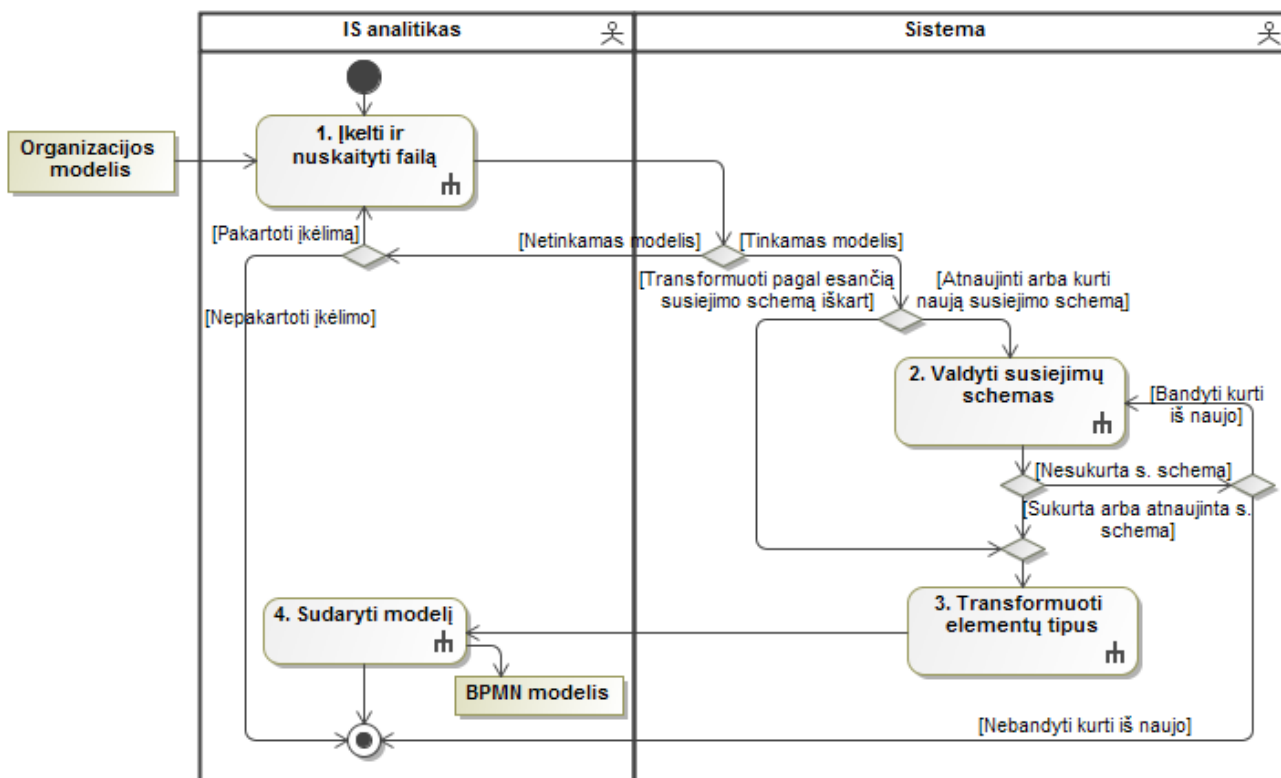 IS analitikas
Sistema
Organizacijos
modelis
1. Įkelti ir
nuskaityti failą
[Pakartoti įkėlimą]
[Netinkamas modelis]
[Tinkamas modelis]
[Transformuoti pagal esančią
susiejimo schemą iškart]
[Atnaujinti arba kurti
naują susiejimo schemą]
[Nepakartoti įkėlimo]
2. Valdyti susiejimų
schemas
[Bandyti kurti
iš naujo]
[Nesukurta s. schema]
[Sukurta arba atnaujinta s.
schema]
4. Sudaryti modelį
3. Transformuoti
elementų tipus
BPMN modelis
[Nebandyti kurti iš naujo]